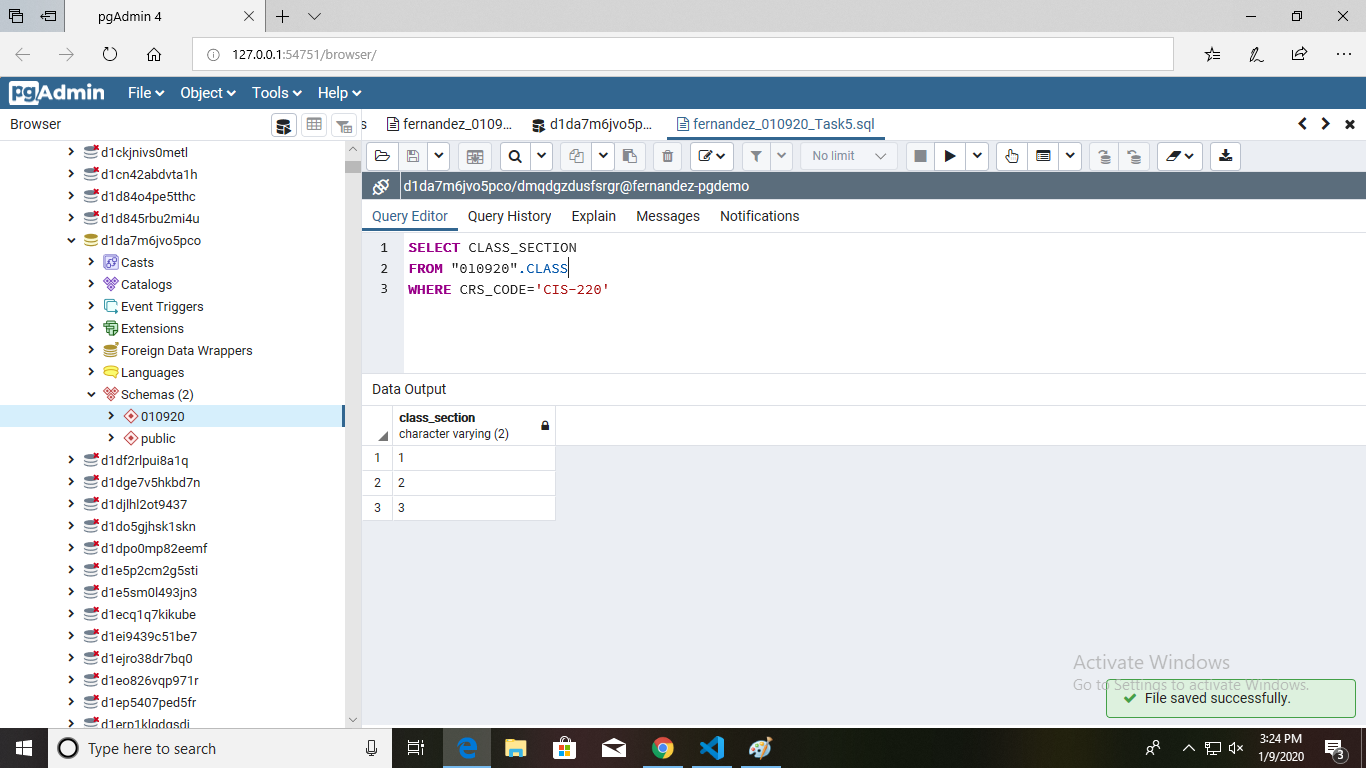 pgAdmin 4
127.0.0.1:54751/browser/
pgAdmin File Object Tools Help
Browser
s fernandez_0109... d1da7m6jvo5p... fernandez_010920_Task5.sql
No limit
d1da7m6jvo5pco/dmqdgzdusfsrgr@fernandez-pgdemo
Query Editor Query History Explain Messages Notifications
1 SELECT CLASS_SECTION
2 FROM "010920".CLASS
3 WHERE CRS_CODE='CIS-220'
Data Output
class_section
character varying (2)
1 1
2 2
3 3
d1ckjnivs0metl
d1cn42abdvta1h
d1d84o4pe5tthc
d1d845rbu2mi4u
d1da7m6jvo5pco
Casts
Catalogs
Event Triggers
Extensions
Foreign Data Wrappers
Languages
Schemas (2)
010920
public
d1df2rlpui8a1q
d1dge7v5hkbd7n
d1djlhl2ot9437
d1do5gjhsk1skn
d1dpo0mp82eemf
d1e5p2cm2g5sti
d1e5sm0l493jn3
d1ecq1q7kikube
d1ei9439c51be7
d1ejro38dr7bq0
d1eo826vqp971r
d1ep5407ped5fr
Activate Windows
Go to Settings to activate Windows.
File saved successfully.
Type here to search
3:24 PM
1/9/2020
3